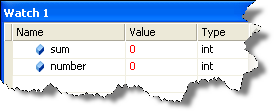 Watch 1
Name Value Type
sum 0 int
number 0 int